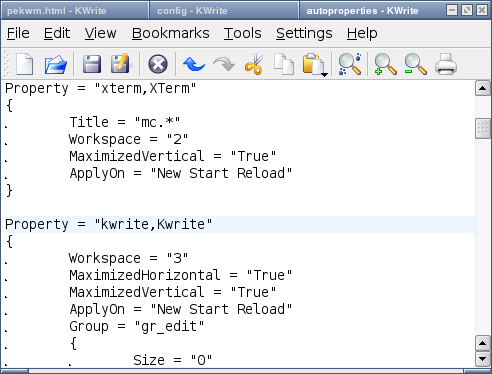 pekwm.html - KWrite config - KWrite autoproperties - KWrite
File Edit View Bookmarks Tools Settings Help
Property = "xterm,XTerm"
{
Title = "mc.*"
Workspace = "2"
MaximizedVertical = "True"
ApplyOn = "New Start Reload"
}
Property = "kwrite,Kwrite"
{
Workspace = "3"
MaximizedHorizontal = "True"
MaximizedVertical = "True"
ApplyOn = "New Start Reload"
Group = "gr_edit"
{
Size = "0"